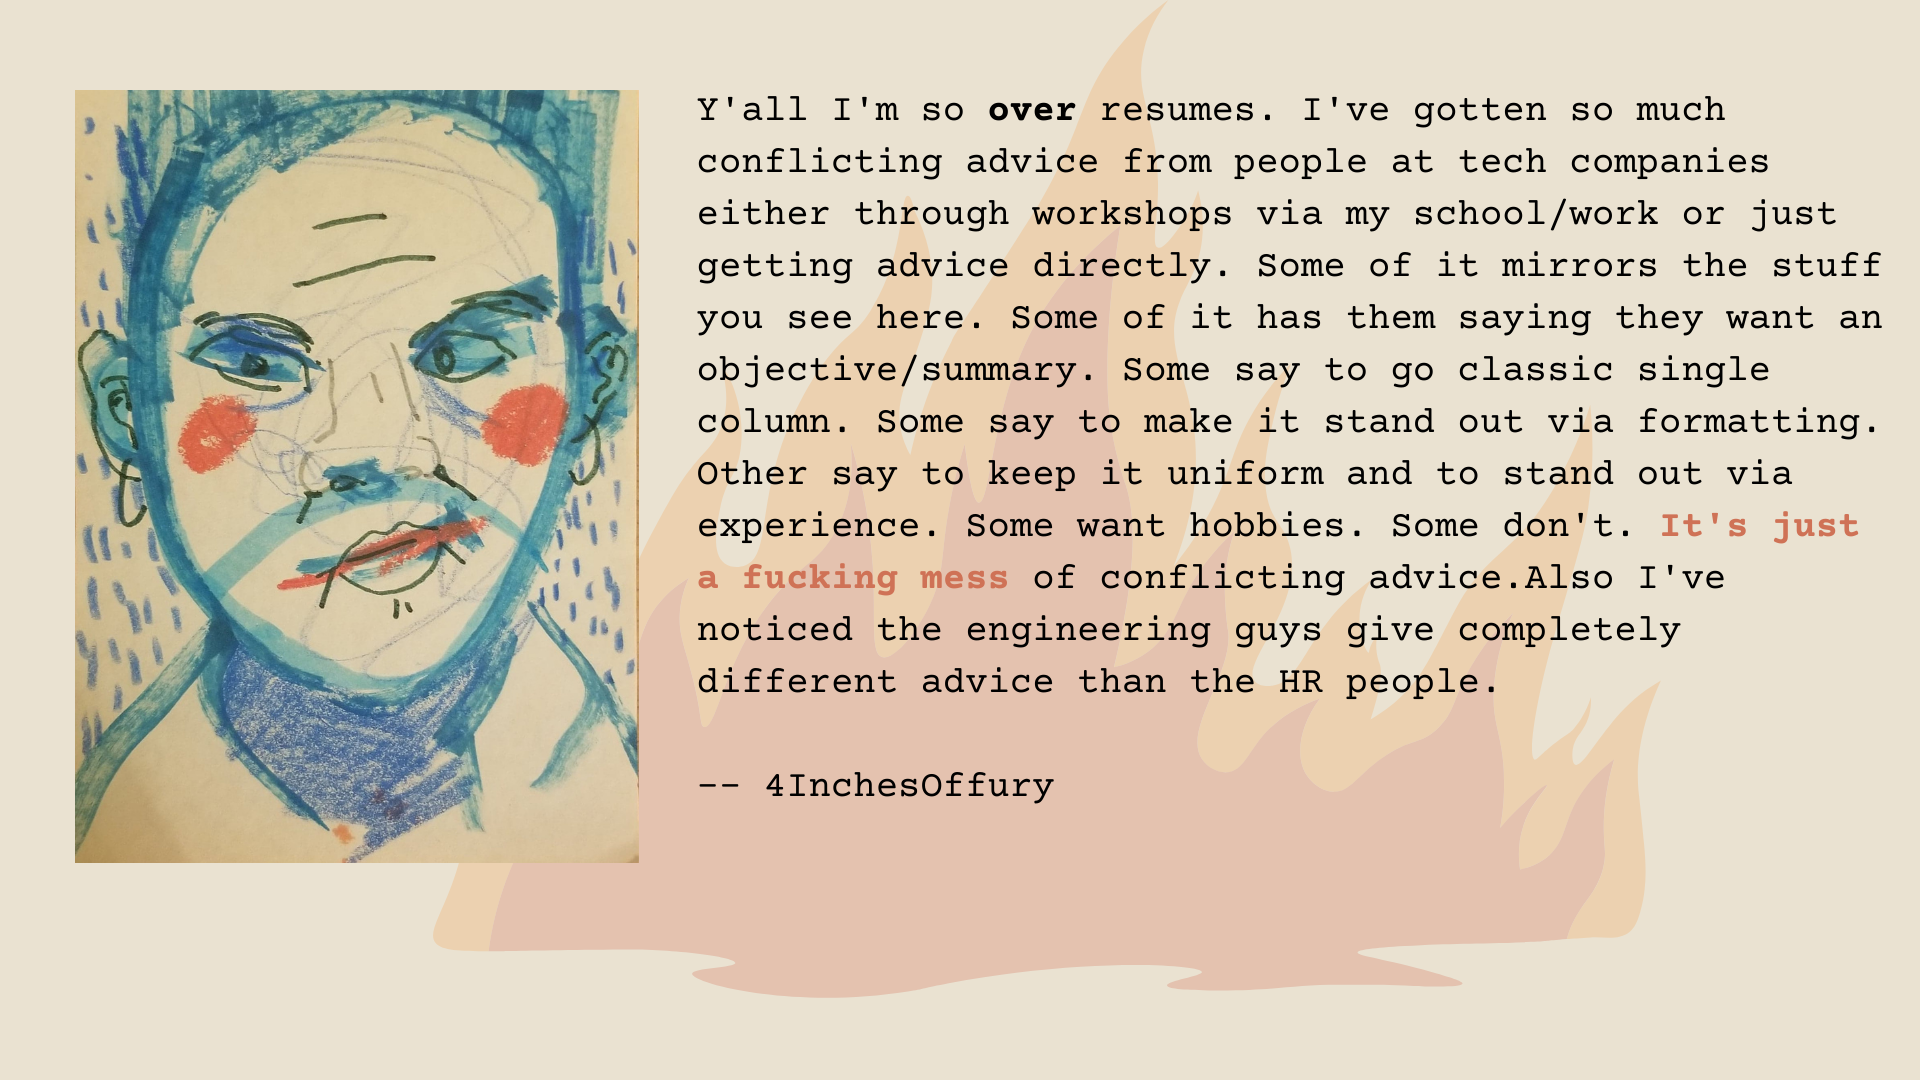 Y'all I'm so over resumes. I've gotten so much
conflicting advice from people at tech companies
either through workshops via my school/work or just
getting advice directly. Some of it mirrors the stuff
you see here. Some of it has them saying they want an
objective/summary. Some say to go classic single
column. Some say to make it stand out via formatting.
Other say to keep it uniform and to stand out via
experience. Some want hobbies. Some don't. It's just
a fucking mess of conflicting advice.Also I've
noticed the engineering guys give completely
different advice than the HR people.
-- 4InchesOffury